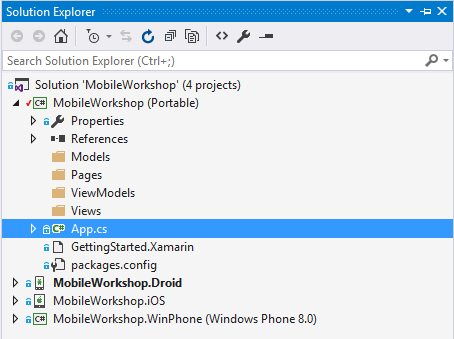 Solution Explorer
Search Solution Explorer (Ctrl+;)
Solution 'MobileWorkshop' (4 projects)
C# MobileWorkshop (Portable)
Properties
References
Models
Pages
ViewModels
Views
C# App.cs
GettingStarted.Xamarin
packages.config
MobileWorkshop.Droid
MobileWorkshop.iOS
C# MobileWorkshop.WinPhone (Windows Phone 8.0)